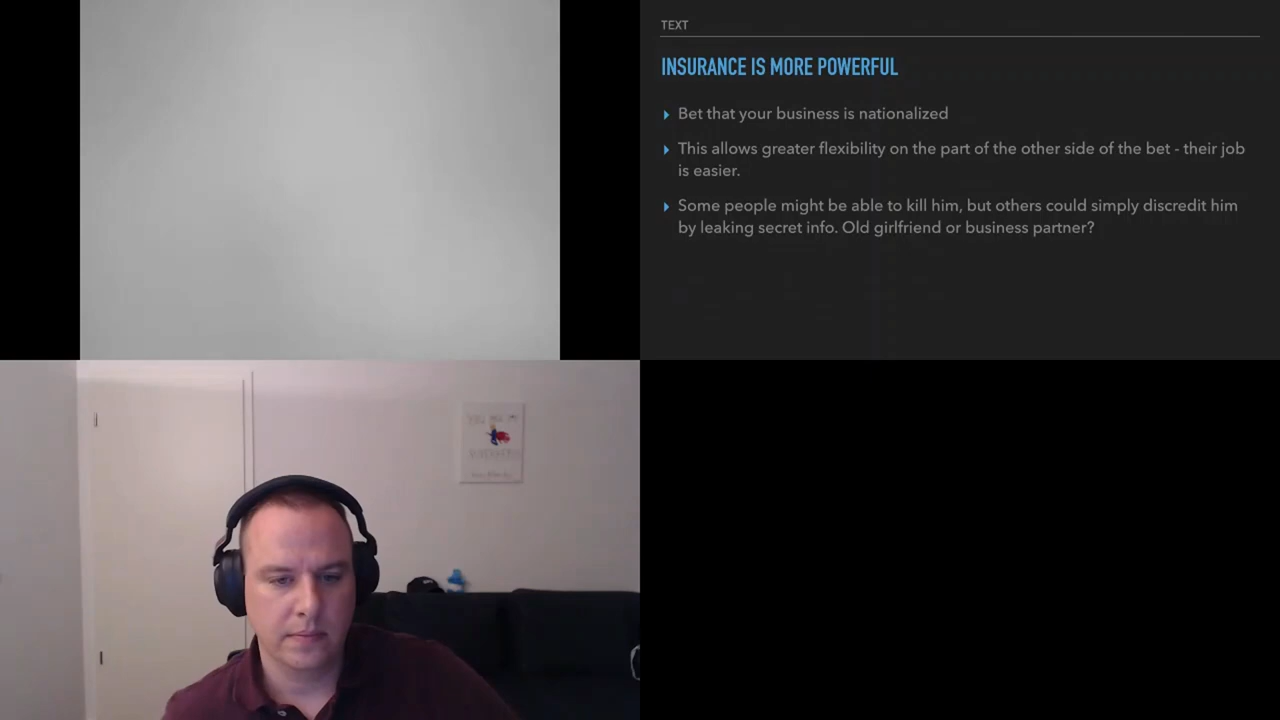 TEXT
INSURANCE IS MORE POWERFUL
Bet that your business is nationalized
This allows greater flexibility on the part of the other side of the bet - their job
is easier.
Some people might be able to kill him, but others could simply discredit him
by leaking secret info. Old girlfriend or business partner?